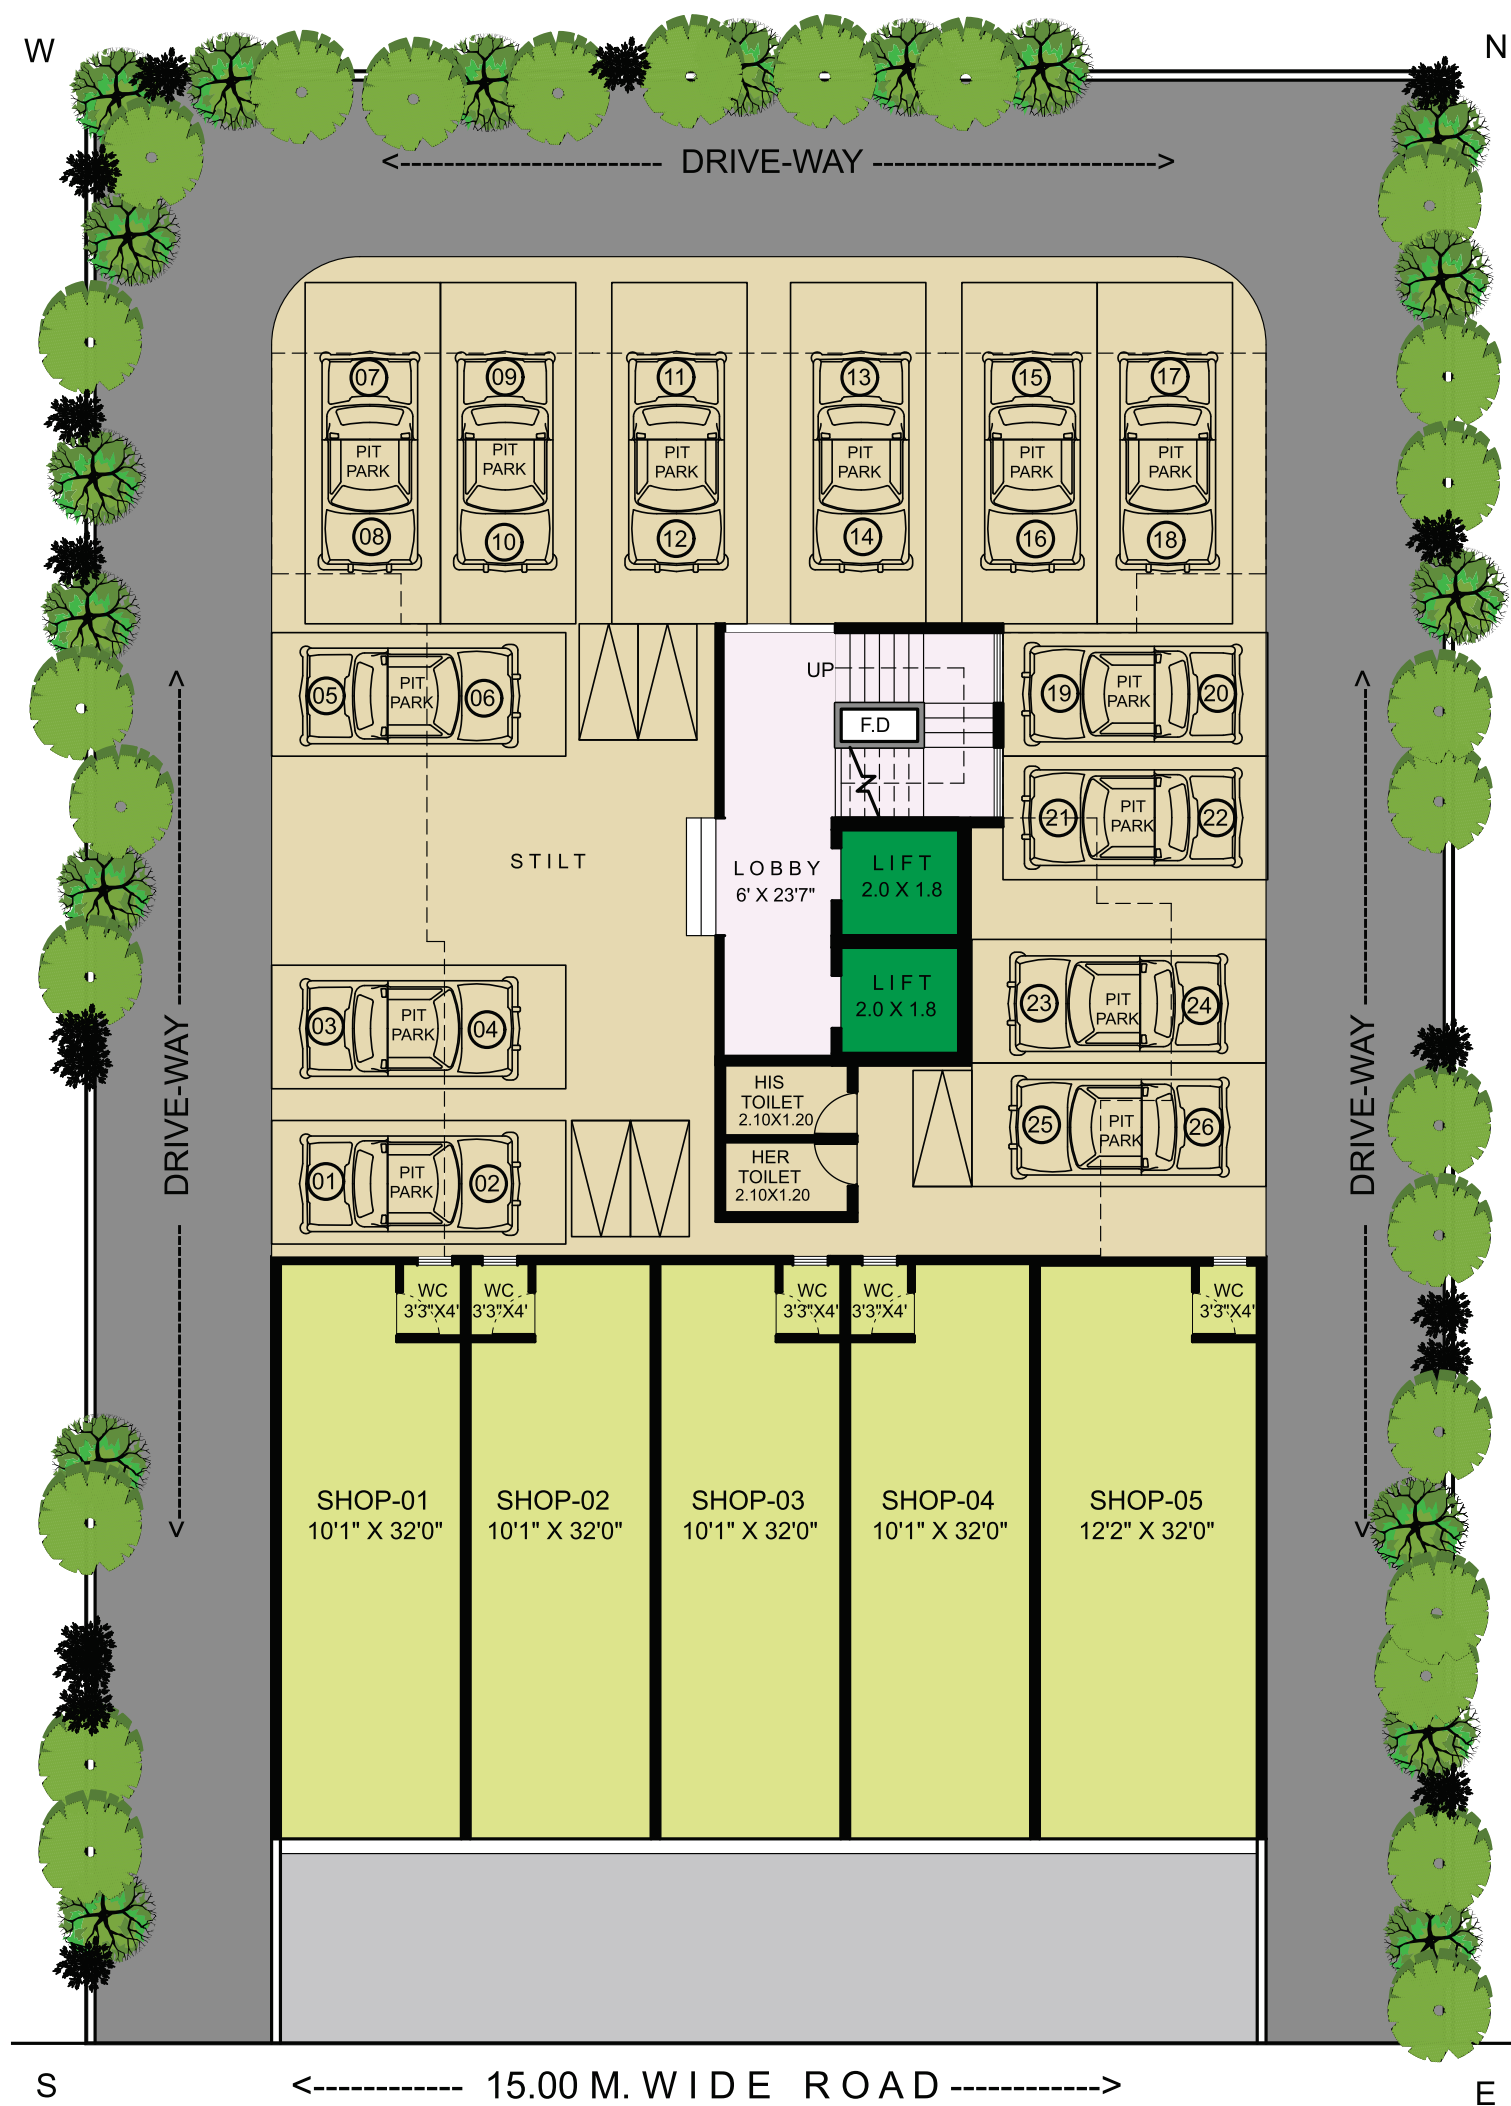 W
N
DRIVE-WAY
07
09
11
13
15
17
PIT
PARK
PIT
PARK
PIT
PARK
PIT
PARK
PIT
PARK
PIT
PARK
08
10
12
14
16
18
05
PIT
PARK
06
UP
F.D
19
PIT
PARK
20
21
PIT
PARK
22
STILT
LOBBY
6' X 23'7"
LIFT
2.0 X 1.8
LIFT
2.0 X 1.8
03
PIT
PARK
04
23
PIT
PARK
24
DRIVE-WAY
DRIVE-WAY
HIS
TOILET
2.10X1.20
HER
TOILET
2.10X1.20
01
PIT
PARK
02
25
PIT
PARK
26
WC
3'3"X4'
WC
3'3"X4'
WC
3'3"X4'
WC
3'3"X4'
WC
3'3"X4'
SHOP-01
10'1" X 32'0"
SHOP-02
10'1" X 32'0"
SHOP-03
10'1" X 32'0"
SHOP-04
10'1" X 32'0"
SHOP-05
12'2" X 32'0"
S
15.00 M. WIDE ROAD
E